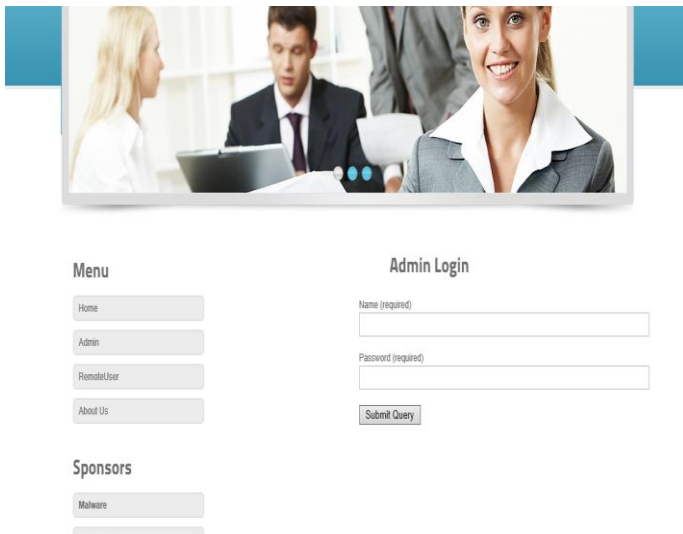 Menu
Home
Admin
RemoteUser
About Us
Sponsors
Malware
Admin Login
Name (required)
Password (required)
Submit Query